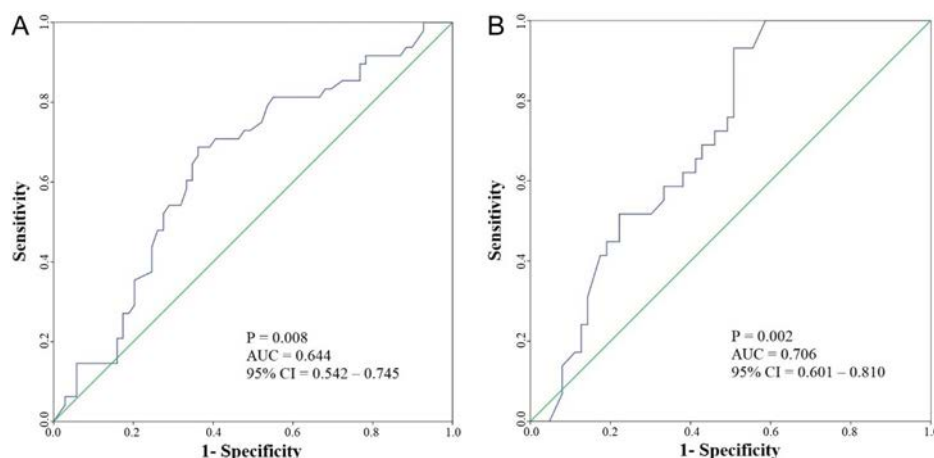 A
1.0
0.8
0.6
0.4
0.2
0.0
Sensitivity
P = 0.008
AUC = 0.644
95% CI = 0.542 – 0.745
0.0 0.2 0.4 0.6 0.8 1.0
1- Specificity
B
1.0
0.8
0.6
0.4
0.2
0.0
Sensitivity
P = 0.002
AUC = 0.706
95% CI = 0.601 – 0.810
0.0 0.2 0.4 0.6 0.8 1.0
1- Specificity